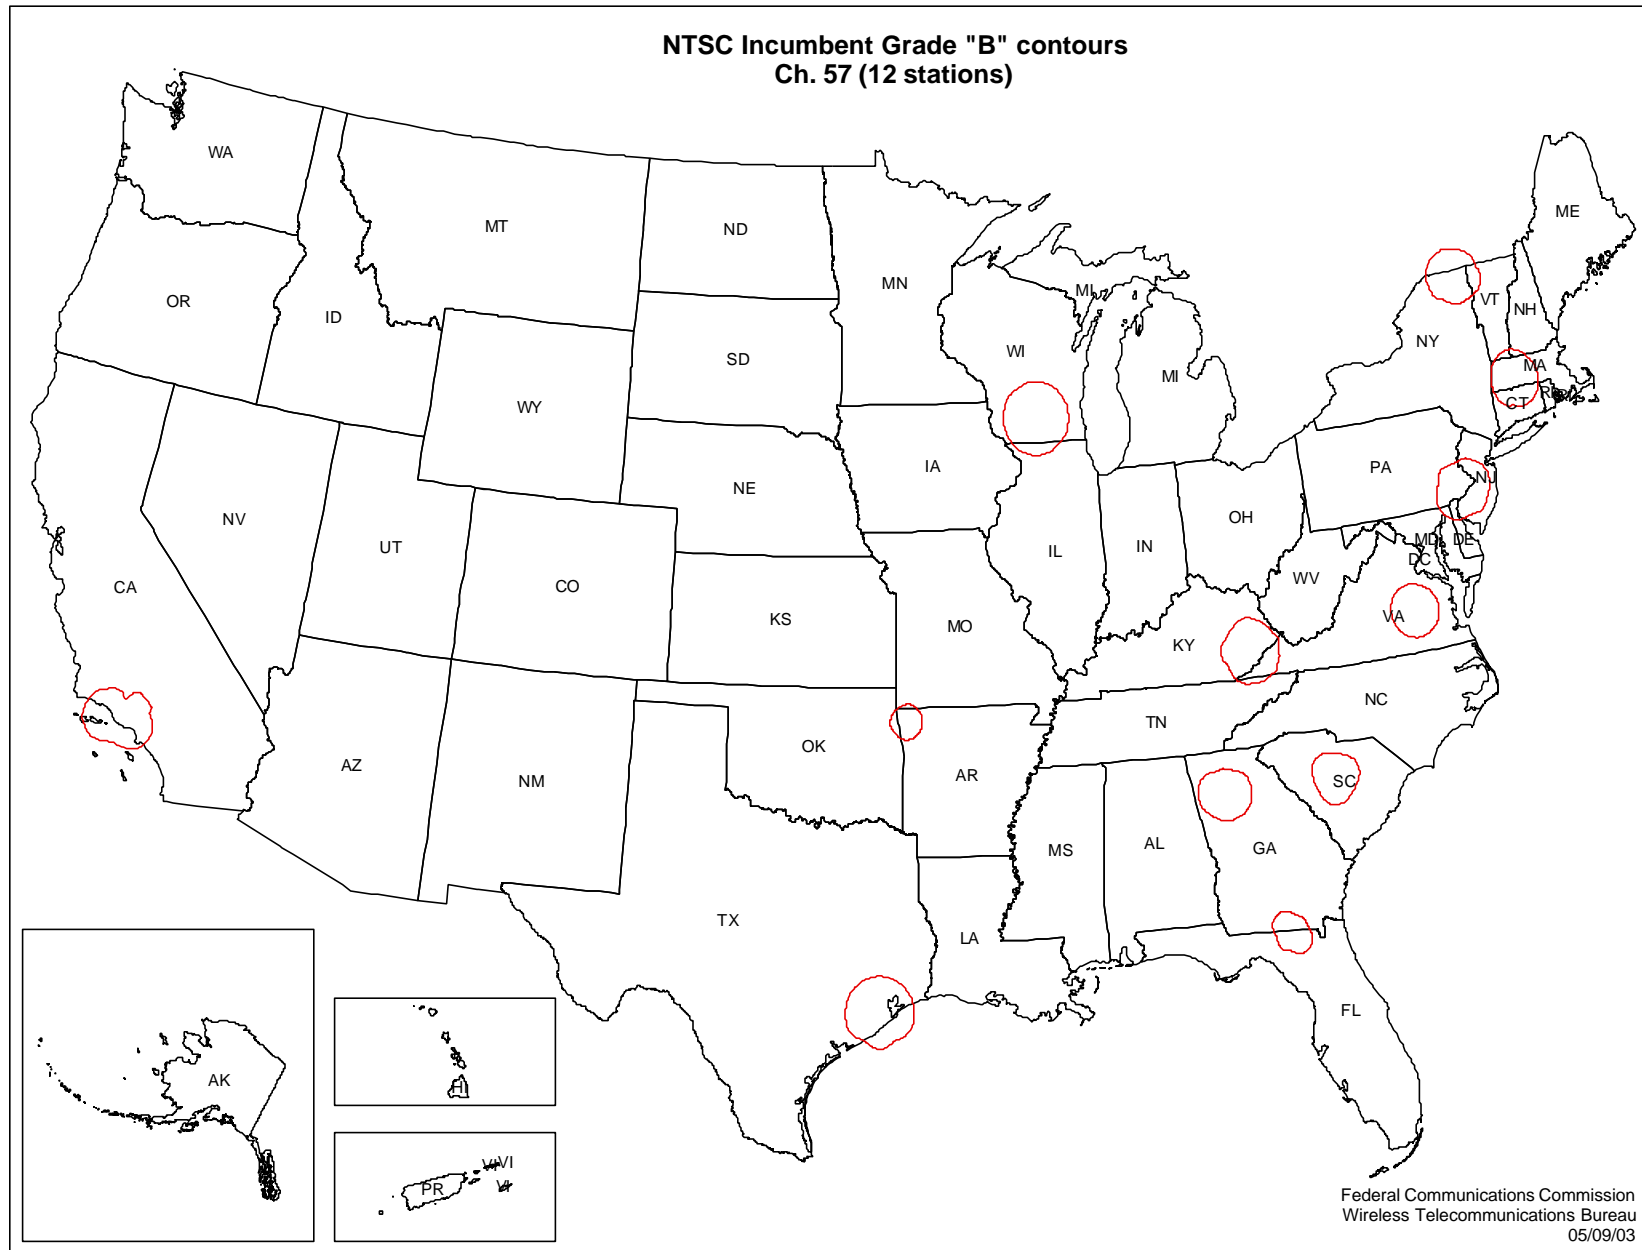 NTSC Incumbent Grade "B" contours
Ch. 57 (12 stations)
WA
MT
ND
MN
ME
OR
ID
SD
WI
MI
MI
NY
VT
NH
MA
CT
WY
IA
NE
PA
NJ
NV
UT
CO
IL
IN
OH
MD
DE
DC
WV
CA
KS
MO
KY
VA
AZ
NM
OK
AR
TN
NC
SC
MS
AL
GA
TX
LA
FL
AK
HI
PR
VI
VI
VI
Federal Communications Commission
Wireless Telecommunications Bureau
05/09/03